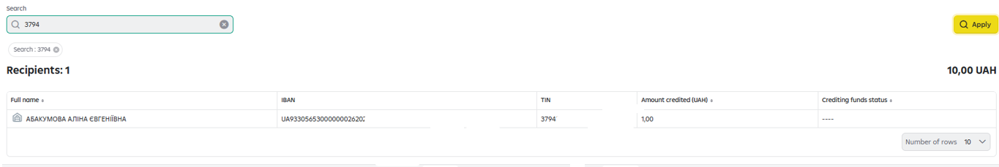 Search
3794
Apply
Search : 3794
Recipients: 1
10,00 UAH
Full name IBAN TIN Amount credited (UAH) Crediting funds status
АБАКУМОВА АЛІНА ЄВГЕНІЇВНА UA9330565300000002620 3794 1,00 ----
Number of rows 10